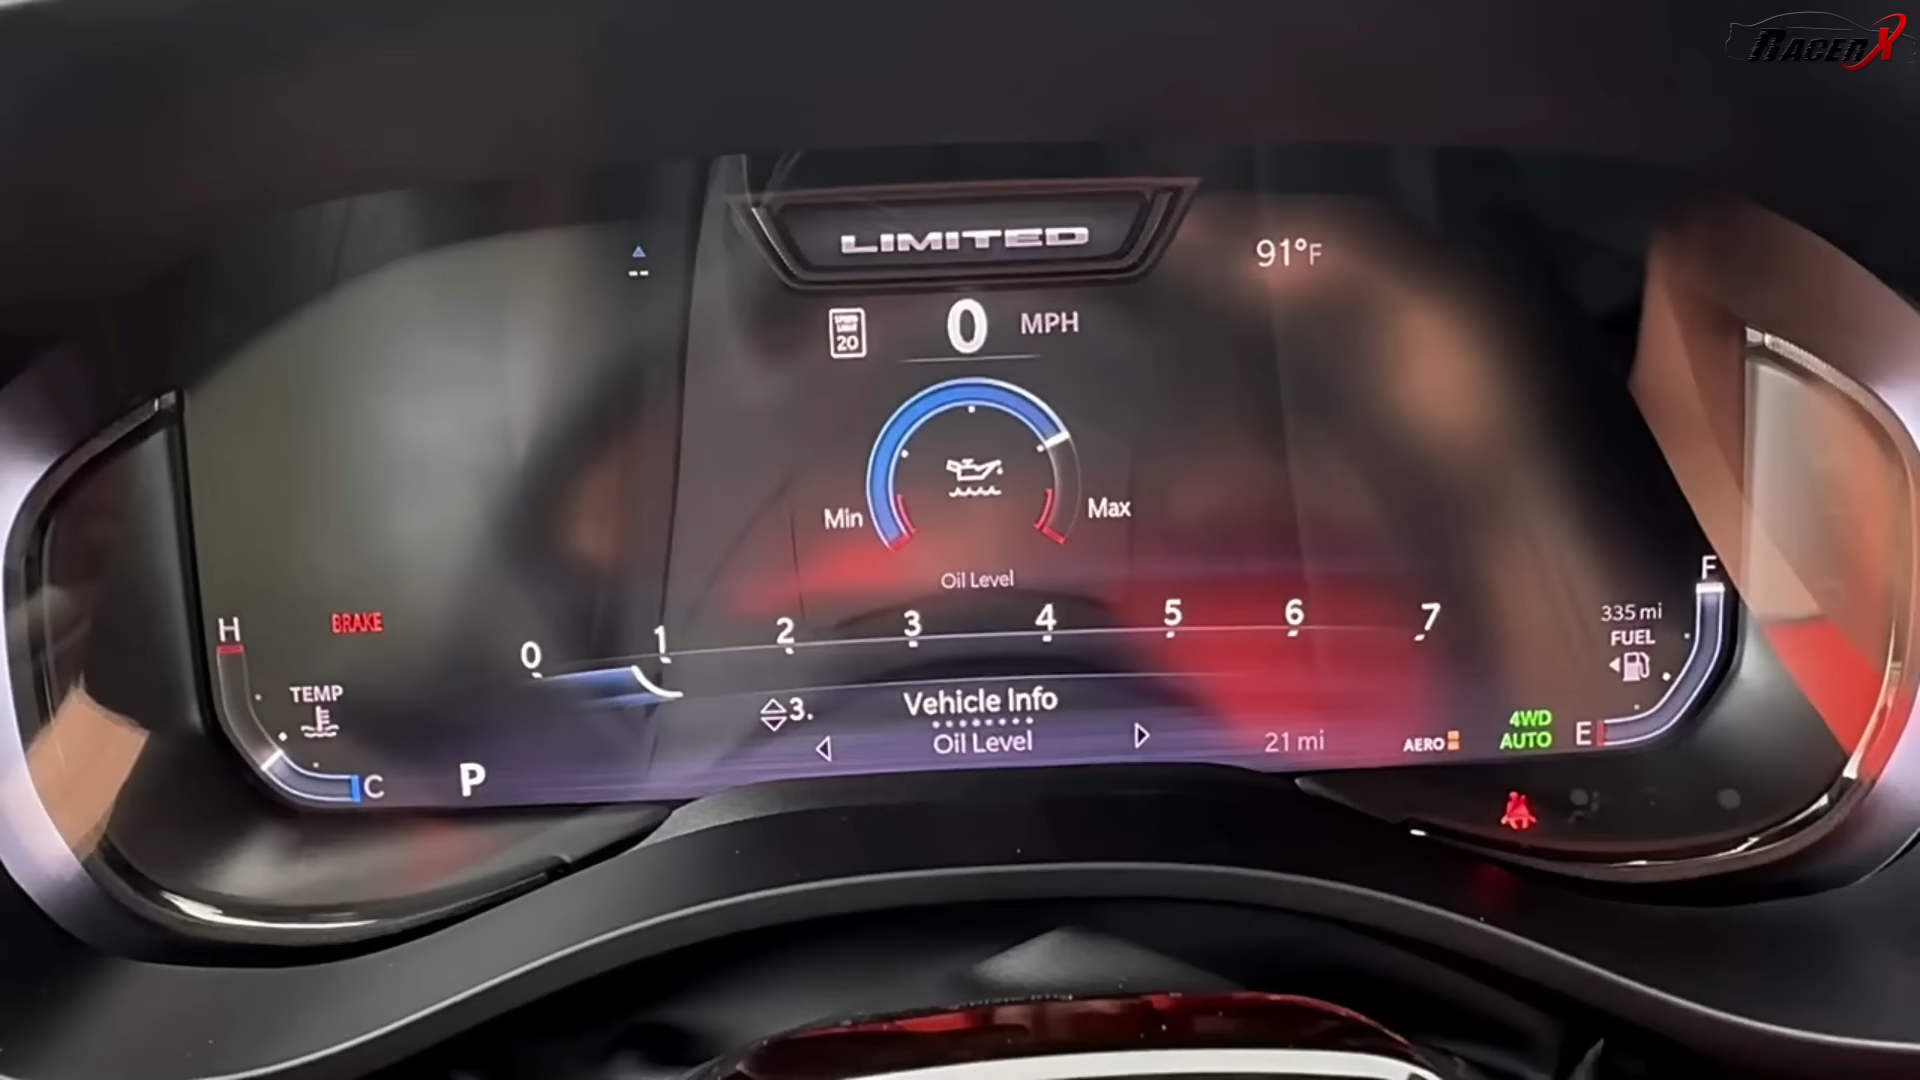 RACERX
LIMITED
91°F
--
SPEED
LIMIT
20
0 MPH
Min
Max
Oil Level
0 1 2 3 4 5 6 7
H
BRAKE
TEMP
C
P
3.
Vehicle Info
Oil Level
21 mi
AERO
4WD
AUTO
335 mi
FUEL
F
E